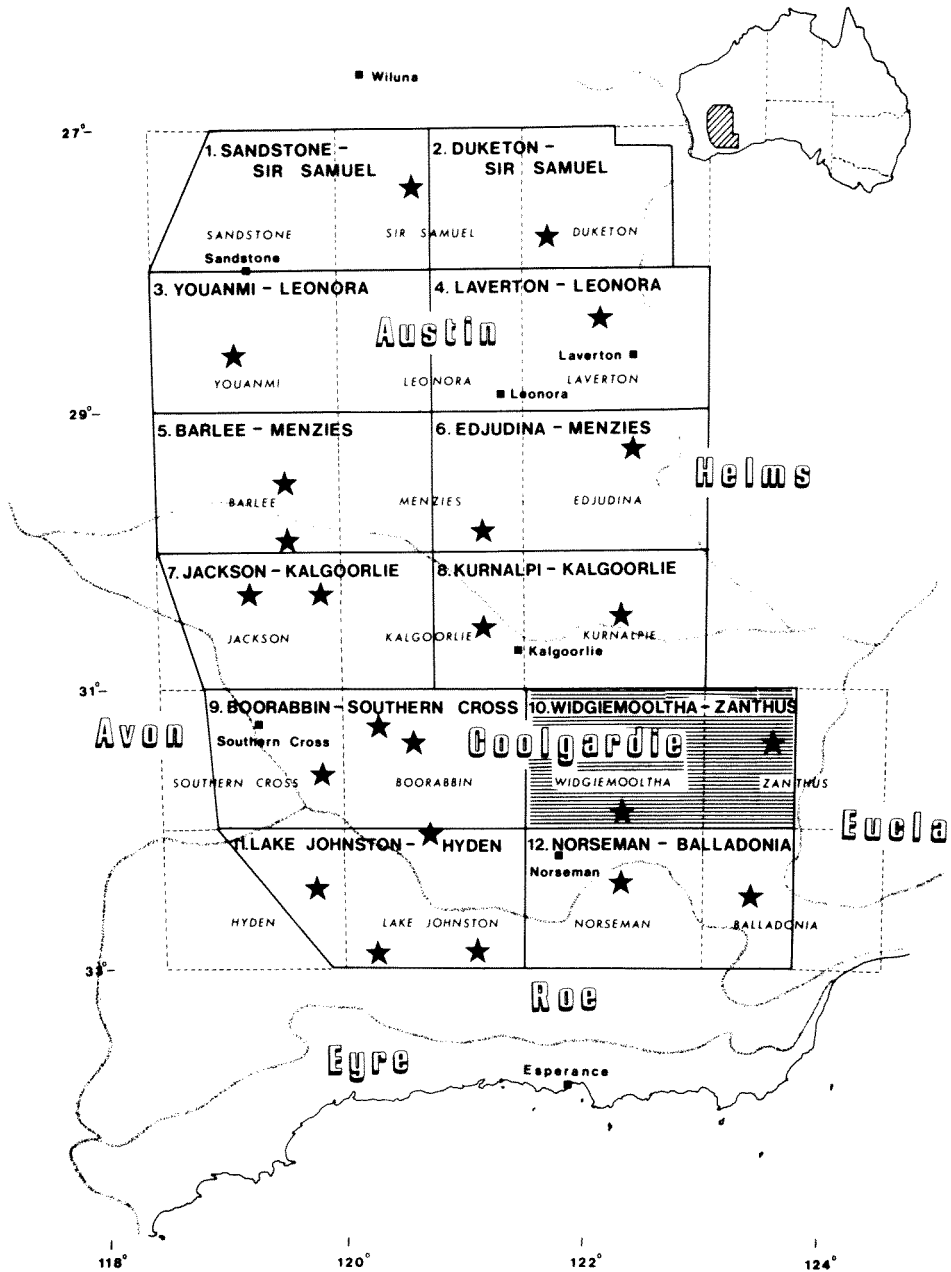 Wiluna
27°
1. SANDSTONE - SIR SAMUEL
2. DUKETON - SIR SAMUEL
SANDSTONE
SIR SAMUEL
DUKETON
Sandstone
3. YOUANMI - LEONORA
4. LAVERTON - LEONORA
Austin
Laverton
YOUANMI
LEONORA
LAVERTON
Leonora
29°
5. BARLEE - MENZIES
6. EDJUDINA - MENZIES
Helms
BARLEE
MENZIES
EDJUDINA
7. JACKSON - KALGOORLIE
8. KURNALPI - KALGOORLIE
JACKSON
KALGOORLIE
KURNALPIE
Kalgoorlie
31°
9. BOORABBIN - SOUTHERN CROSS
10. WIDGIEMOOLTHA - ZANTHUS
Avon
Southern Cross
Coolgardie
SOUTHERN CROSS
BOORABBIN
WIDGIEMOOLTHA
ZANTHUS
Eucla
11. LAKE JOHNSTON - HYDEN
12. NORSEMAN - BALLADONIA
Norseman
HYDEN
LAKE JOHNSTON
NORSEMAN
BALLADONIA
33°
Roe
Eyre
Esperance
118°
120°
122°
124°